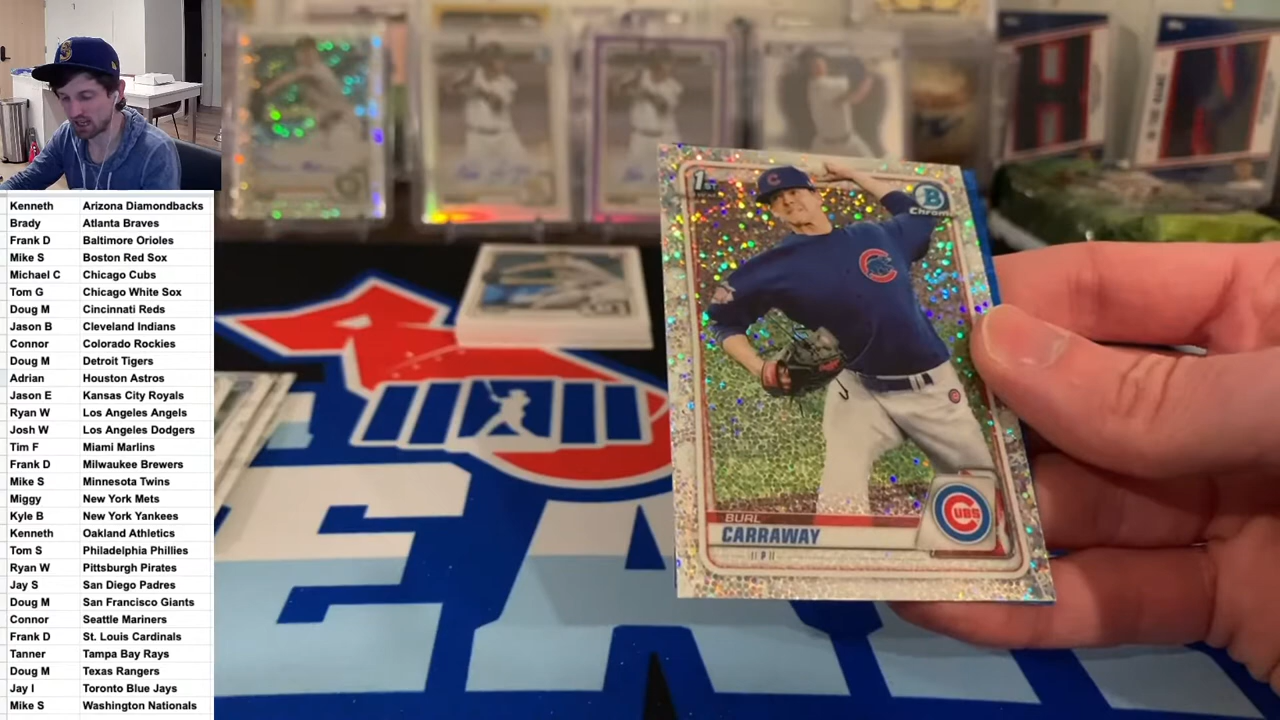 Kenneth Arizona Diamondbacks
Brady Atlanta Braves
Frank D Baltimore Orioles
Mike S Boston Red Sox
Michael C Chicago Cubs
Tom G Chicago White Sox
Doug M Cincinnati Reds
Jason B Cleveland Indians
Connor Colorado Rockies
Doug M Detroit Tigers
Adrian Houston Astros
Jason E Kansas City Royals
Ryan W Los Angeles Angels
Josh W Los Angeles Dodgers
Tim F Miami Marlins
Frank D Milwaukee Brewers
Mike S Minnesota Twins
Miggy New York Mets
Kyle B New York Yankees
Kenneth Oakland Athletics
Tom S Philadelphia Phillies
Ryan W Pittsburgh Pirates
Jay S San Diego Padres
Doug M San Francisco Giants
Connor Seattle Mariners
Frank D St. Louis Cardinals
Tanner Tampa Bay Rays
Doug M Texas Rangers
Jay I Toronto Blue Jays
Mike S Washington Nationals
1ST
B
Chrome
C
BURL
CARRAWAY
P
CUBS
H